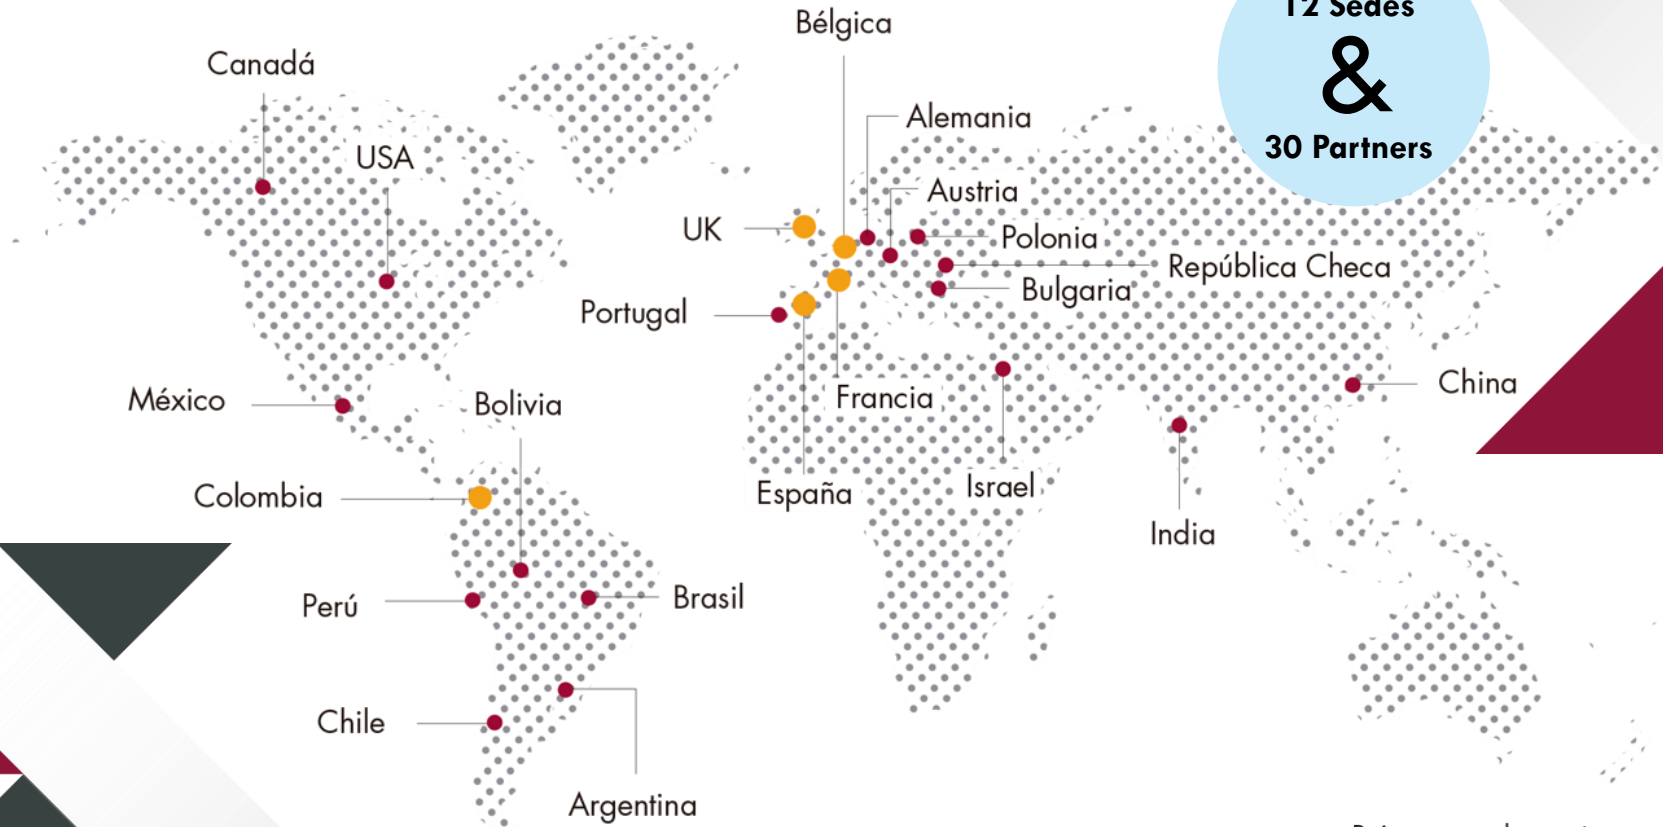 12 Sedes
&
30 Partners
Bélgica
Canadá
Alemania
USA
Austria
UK
Polonia
República Checa
Bulgaria
Portugal
China
México
Bolivia
Francia
Colombia
España
Israel
India
Perú
Brasil
Chile
Argentina